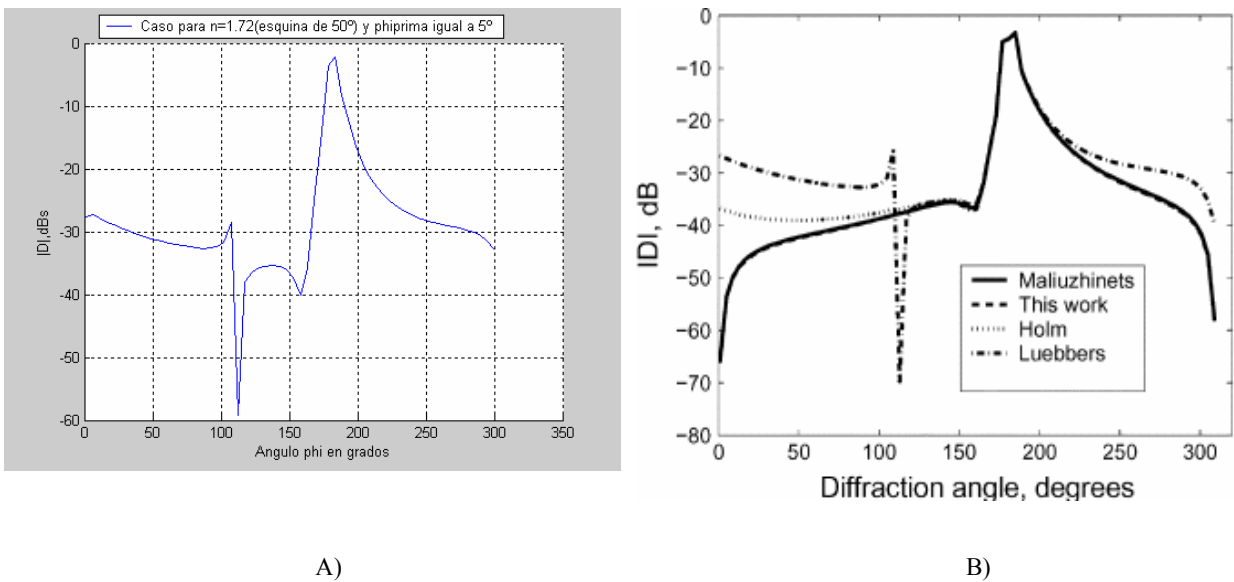 Caso para n=1.72(esquina de 50º) y phiprima igual a 5º
0
-10
-20
-30
-40
-50
-60
|D|,dBs
0 50 100 150 200 250 300 350
Angulo phi en grados
A)
0
−10
−20
−30
−40
−50
−60
−70
−80
|D|, dB
Maliuzhinets
This work
Holm
Luebbers
0 50 100 150 200 250 300
Diffraction angle, degrees
B)